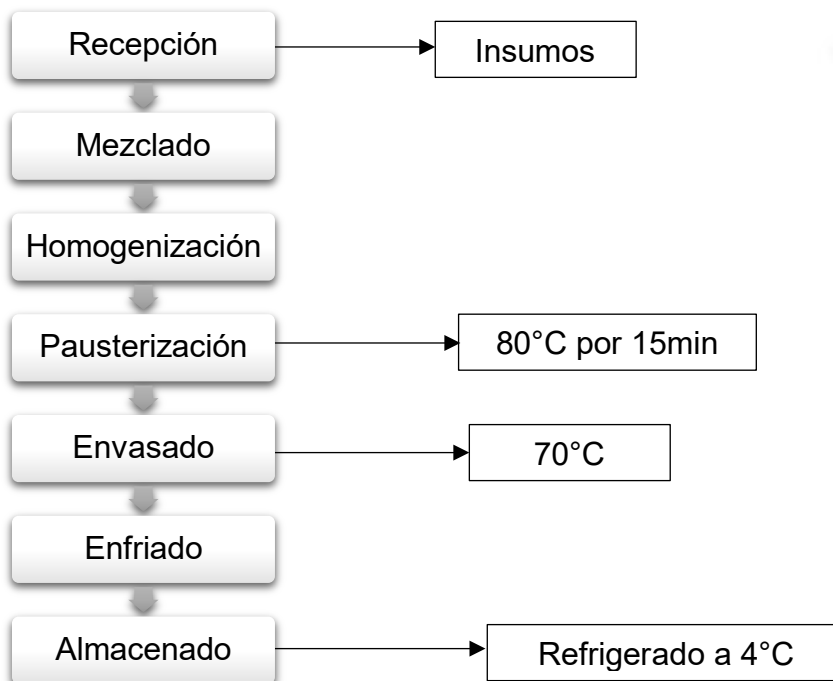 Recepción
Insumos
Mezclado
Homogenización
Pausterización
80°C por 15min
Envasado
70°C
Enfriado
Almacenado
Refrigerado a 4°C